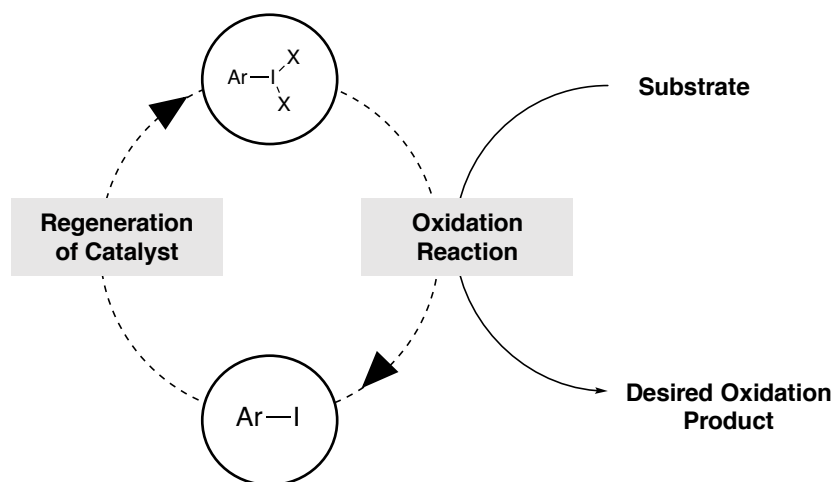 X
Ar—I
X
Substrate
Regeneration
of Catalyst
Oxidation
Reaction
Ar—I
Desired Oxidation
Product